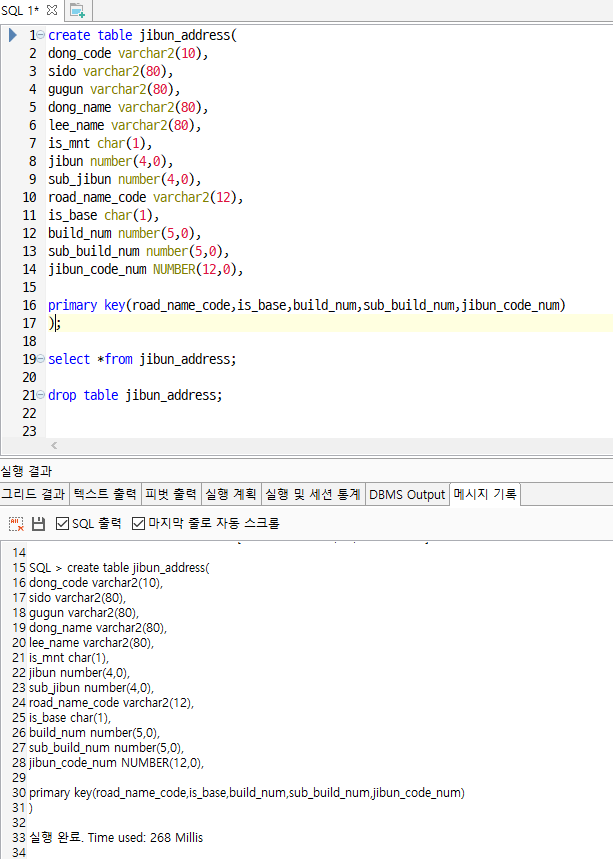 SQL 1*
1 create table jibun_address(
2 dong_code varchar2(10),
3 sido varchar2(80),
4 gugun varchar2(80),
5 dong_name varchar2(80),
6 lee_name varchar2(80),
7 is_mnt char(1),
8 jibun number(4,0),
9 sub_jibun number(4,0),
10 road_name_code varchar2(12),
11 is_base char(1),
12 build_num number(5,0),
13 sub_build_num number(5,0),
14 jibun_code_num NUMBER(12,0),
15
16 primary key(road_name_code,is_base,build_num,sub_build_num,jibun_code_num)
17 );
18
19 select *from jibun_address;
20
21 drop table jibun_address;
22
23
실행 결과
그리드 결과 텍스트 출력 피벗 출력 실행 계획 실행 및 세션 통계 DBMS Output 메시지 기록
SQL 출력 마지막 줄로 자동 스크롤
14
15 SQL > create table jibun_address(
16 dong_code varchar2(10),
17 sido varchar2(80),
18 gugun varchar2(80),
19 dong_name varchar2(80),
20 lee_name varchar2(80),
21 is_mnt char(1),
22 jibun number(4,0),
23 sub_jibun number(4,0),
24 road_name_code varchar2(12),
25 is_base char(1),
26 build_num number(5,0),
27 sub_build_num number(5,0),
28 jibun_code_num NUMBER(12,0),
29
30 primary key(road_name_code,is_base,build_num,sub_build_num,jibun_code_num)
31 )
32
33 실행 완료. Time used: 268 Millis
34